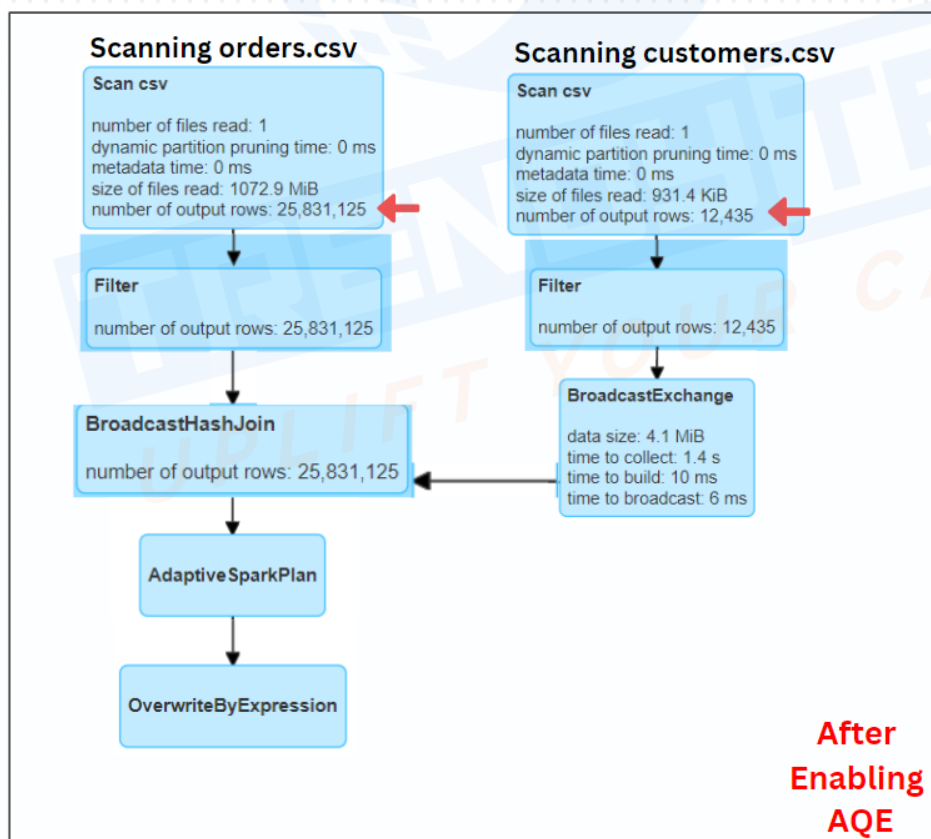 Scanning orders.csv
Scan csv
number of files read: 1
dynamic partition pruning time: 0 ms
metadata time: 0 ms
size of files read: 1072.9 MiB
number of output rows: 25,831,125
Filter
number of output rows: 25,831,125
BroadcastHashJoin
number of output rows: 25,831,125
AdaptiveSparkPlan
OverwriteByExpression
Scanning customers.csv
Scan csv
number of files read: 1
dynamic partition pruning time: 0 ms
metadata time: 0 ms
size of files read: 931.4 KiB
number of output rows: 12,435
Filter
number of output rows: 12,435
BroadcastExchange
data size: 4.1 MiB
time to collect: 1.4 s
time to build: 10 ms
time to broadcast: 6 ms
After
Enabling
AQE
UPLIFT YOUR